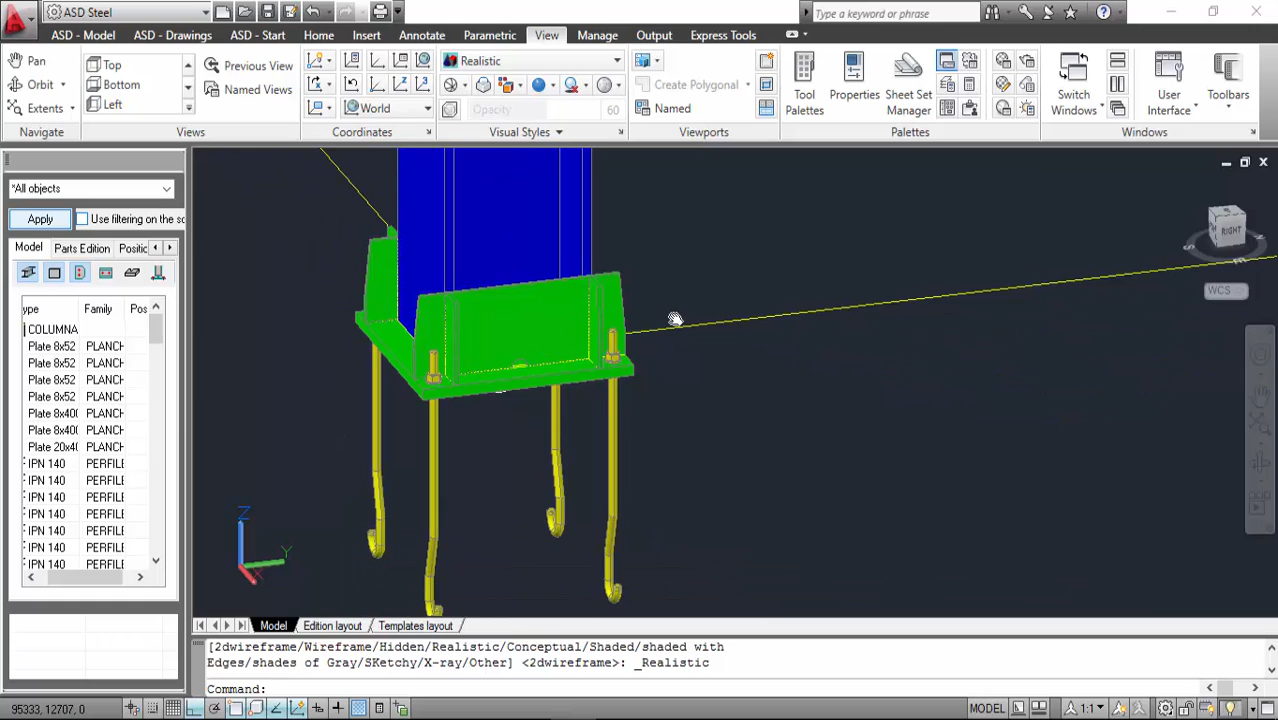 ASD Steel
Type a keyword or phrase
ASD - Model ASD - Drawings ASD - Start Home Insert Annotate Parametric View Manage Output Express Tools
Pan
Orbit
Extents
Navigate
Top
Bottom
Left
Views
Previous View
Named Views
World
Coordinates
Realistic
Opacity 60
Visual Styles
Create Polygonal
Named
Viewports
Tool
Palettes
Properties
Sheet Set
Manager
Palettes
Switch
Windows
User
Interface
Toolbars
Windows
*All objects
Apply Use filtering on the sc
Model Parts Edition Positic
ype Family Pos
COLUMNA
Plate 8x52 PLANCH
Plate 8x52 PLANCH
Plate 8x52 PLANCH
Plate 8x52 PLANCH
Plate 8x400 PLANCH
Plate 8x400 PLANCH
Plate 20x40 PLANCH
IPN 140 PERFILE
IPN 140 PERFILE
IPN 140 PERFILE
IPN 140 PERFILE
IPN 140 PERFILE
IPN 140 PERFILE
IPN 140 PERFILE
RIGHT
S
E
WCS
Z
Y
X
Model Edition layout Templates layout
[2dwireframe/Wireframe/Hidden/Realistic/Conceptual/Shaded/shaded with
Edges/shades of Gray/SKetchy/X-ray/Other] <2dwireframe>: _Realistic
Command:
95333, 12707, 0
MODEL
1:1